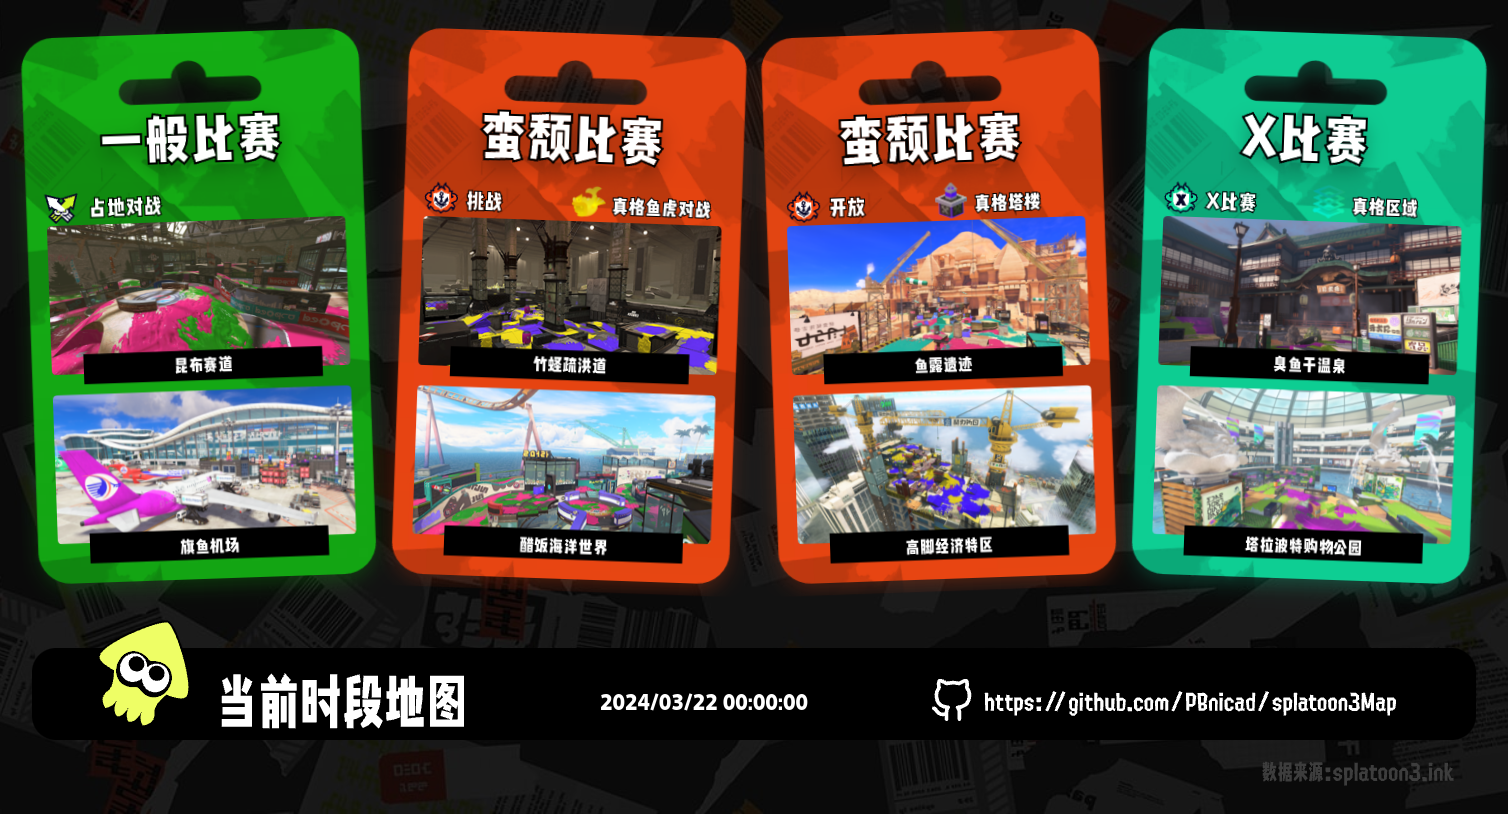 一般比赛
占地对战
昆布赛道
旗鱼机场
蛮颓比赛
挑战
真格鱼虎对战
竹蛏疏洪道
醋饭海洋世界
蛮颓比赛
开放
真格塔楼
鱼露遗迹
高脚经济特区
X比赛
X比赛
真格区域
臭鱼干温泉
塔拉波特购物公园
当前时段地图
2024/03/22 00:00:00
https://github.com/PBnicad/splatoon3Map
数据来源:splatoon3.ink